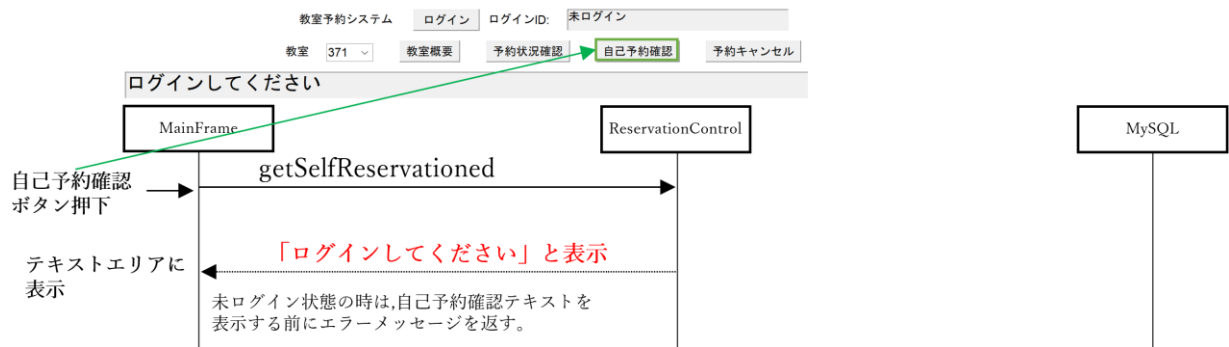 教室予約システム ログイン ログインID: 未ログイン
教室 371 教室概要 予約状況確認 自己予約確認 予約キャンセル
ログインしてください
MainFrame ReservationControl MySQL
getSelfReservationed
自己予約確認
ボタン押下
「ログインしてください」と表示
テキストエリアに
表示
未ログイン状態の時は,自己予約確認テキストを
表示する前にエラーメッセージを返す。